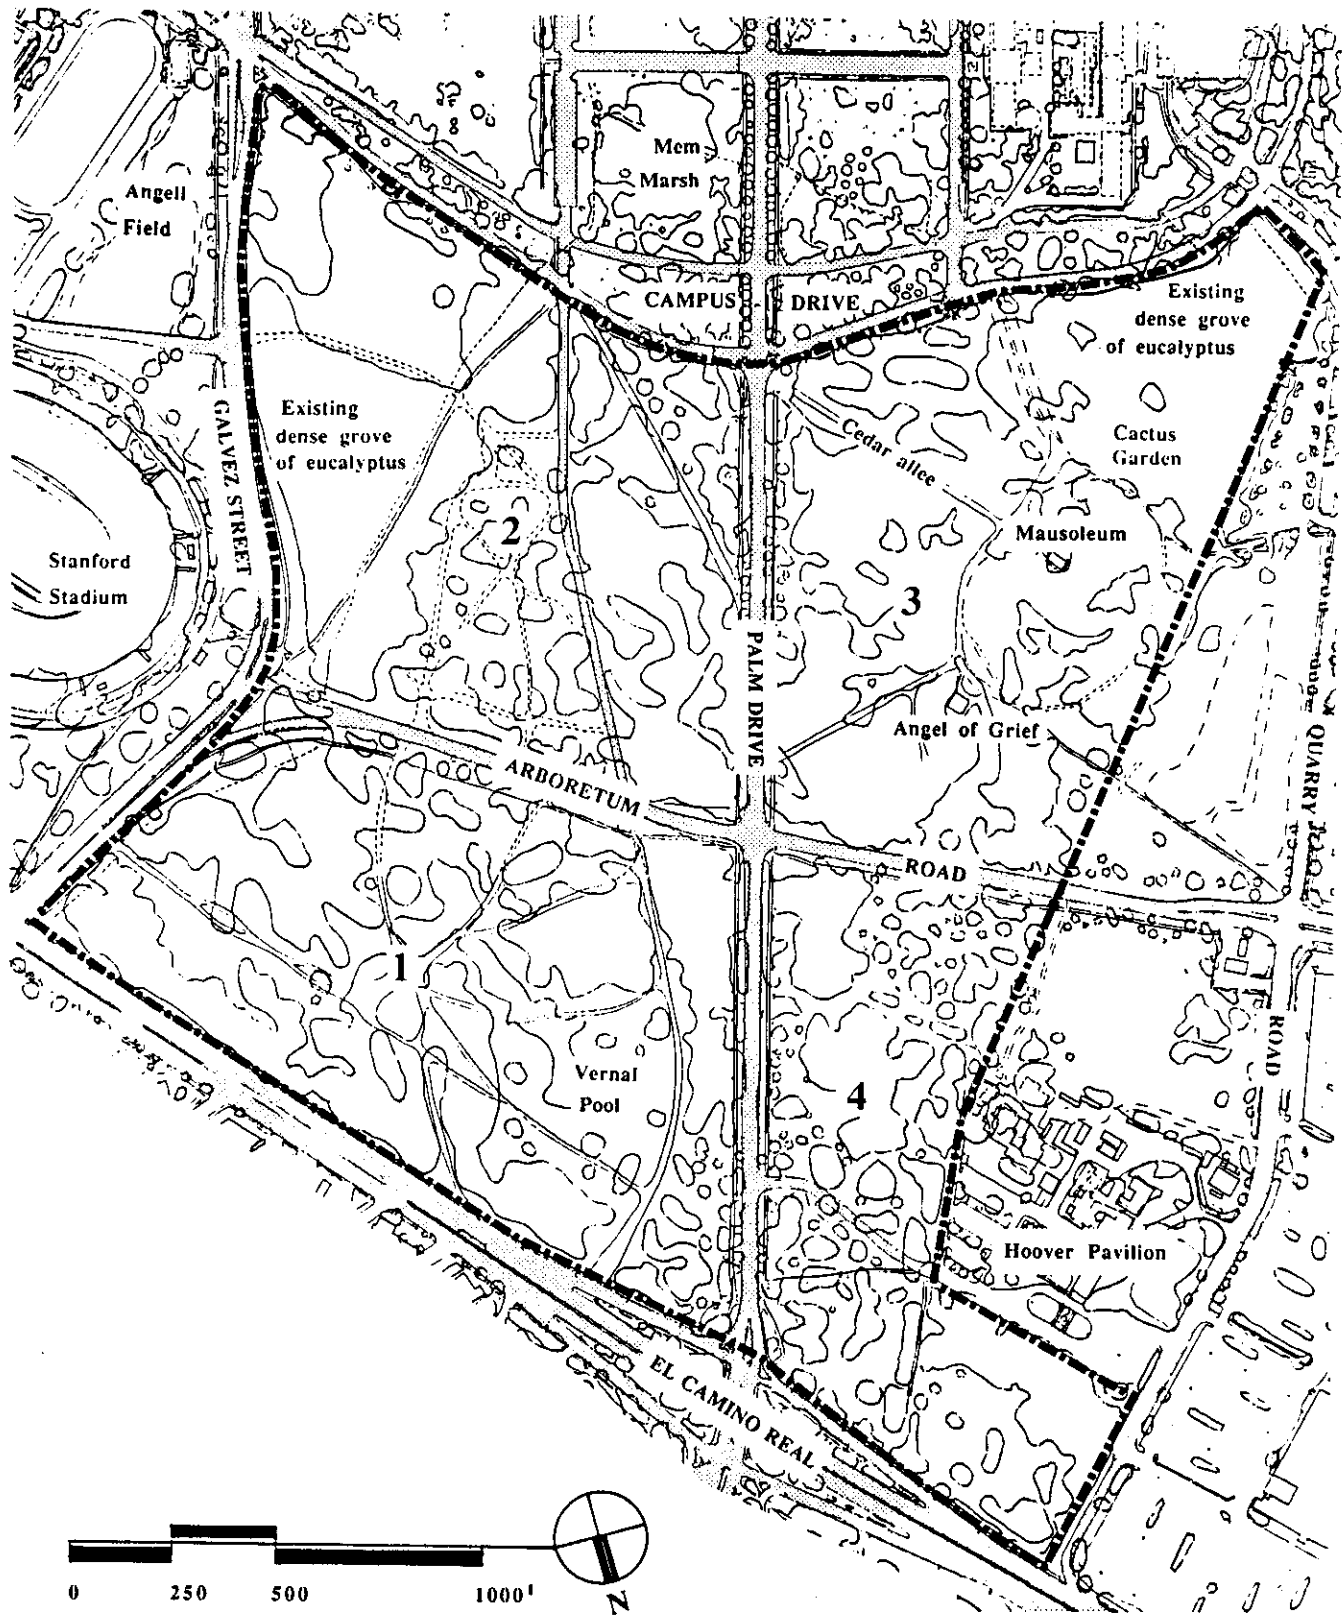 Mem
Marsh
Angell
Field
CAMPUS DRIVE
Existing
dense grove
of eucalyptus
Existing
dense grove
of eucalyptus
GALVEZ STREET
Cedar allee
Cactus
Garden
2
Mausoleum
Stanford
Stadium
3
PALM DRIVE
Angel of Grief
QUARRY
ARBORETUM
ROAD
1
ROAD
Vernal
Pool
4
Hoover Pavilion
EL CAMINO REAL
0 250 500 1000'
N